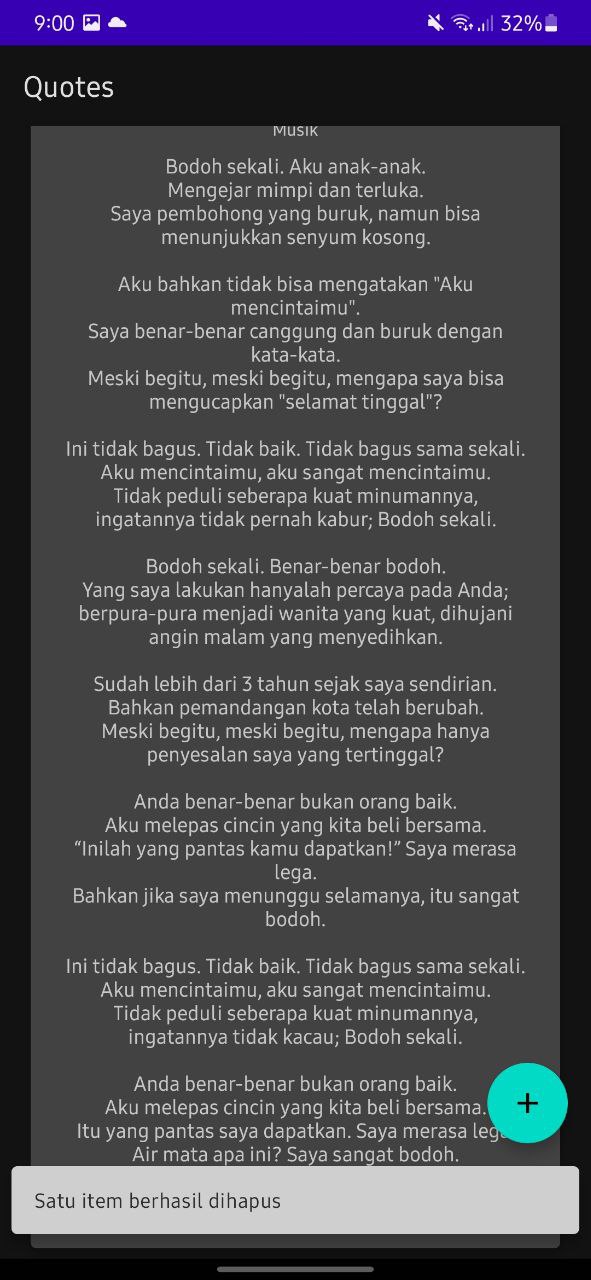 9:00
32%
Quotes
Musik
Bodoh sekali. Aku anak-anak.
Mengejar mimpi dan terluka.
Saya pembohong yang buruk, namun bisa
menunjukkan senyum kosong.
Aku bahkan tidak bisa mengatakan "Aku
mencintaimu".
Saya benar-benar canggung dan buruk dengan
kata-kata.
Meski begitu, meski begitu, mengapa saya bisa
mengucapkan "selamat tinggal"?
Ini tidak bagus. Tidak baik. Tidak bagus sama sekali.
Aku mencintaimu, aku sangat mencintaimu.
Tidak peduli seberapa kuat minumannya,
ingatannya tidak pernah kabur; Bodoh sekali.
Bodoh sekali. Benar-benar bodoh.
Yang saya lakukan hanyalah percaya pada Anda;
berpura-pura menjadi wanita yang kuat, dihujani
angin malam yang menyedihkan.
Sudah lebih dari 3 tahun sejak saya sendirian.
Bahkan pemandangan kota telah berubah.
Meski begitu, meski begitu, mengapa hanya
penyesalan saya yang tertinggal?
Anda benar-benar bukan orang baik.
Aku melepas cincin yang kita beli bersama.
“Inilah yang pantas kamu dapatkan!” Saya merasa
lega.
Bahkan jika saya menunggu selamanya, itu sangat
bodoh.
Ini tidak bagus. Tidak baik. Tidak bagus sama sekali.
Aku mencintaimu, aku sangat mencintaimu.
Tidak peduli seberapa kuat minumannya,
ingatannya tidak kacau; Bodoh sekali.
Anda benar-benar bukan orang baik.
Aku melepas cincin yang kita beli bersama.
Itu yang pantas saya dapatkan. Saya merasa
Air mata apa ini? Saya sangat bodoh.
+
Satu item berhasil dihapus